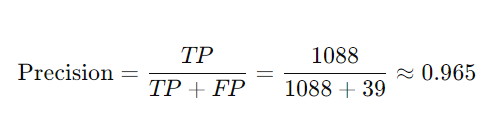 Precision = TP / (TP + FP) = 1088 / (1088 + 39) ≈ 0.965